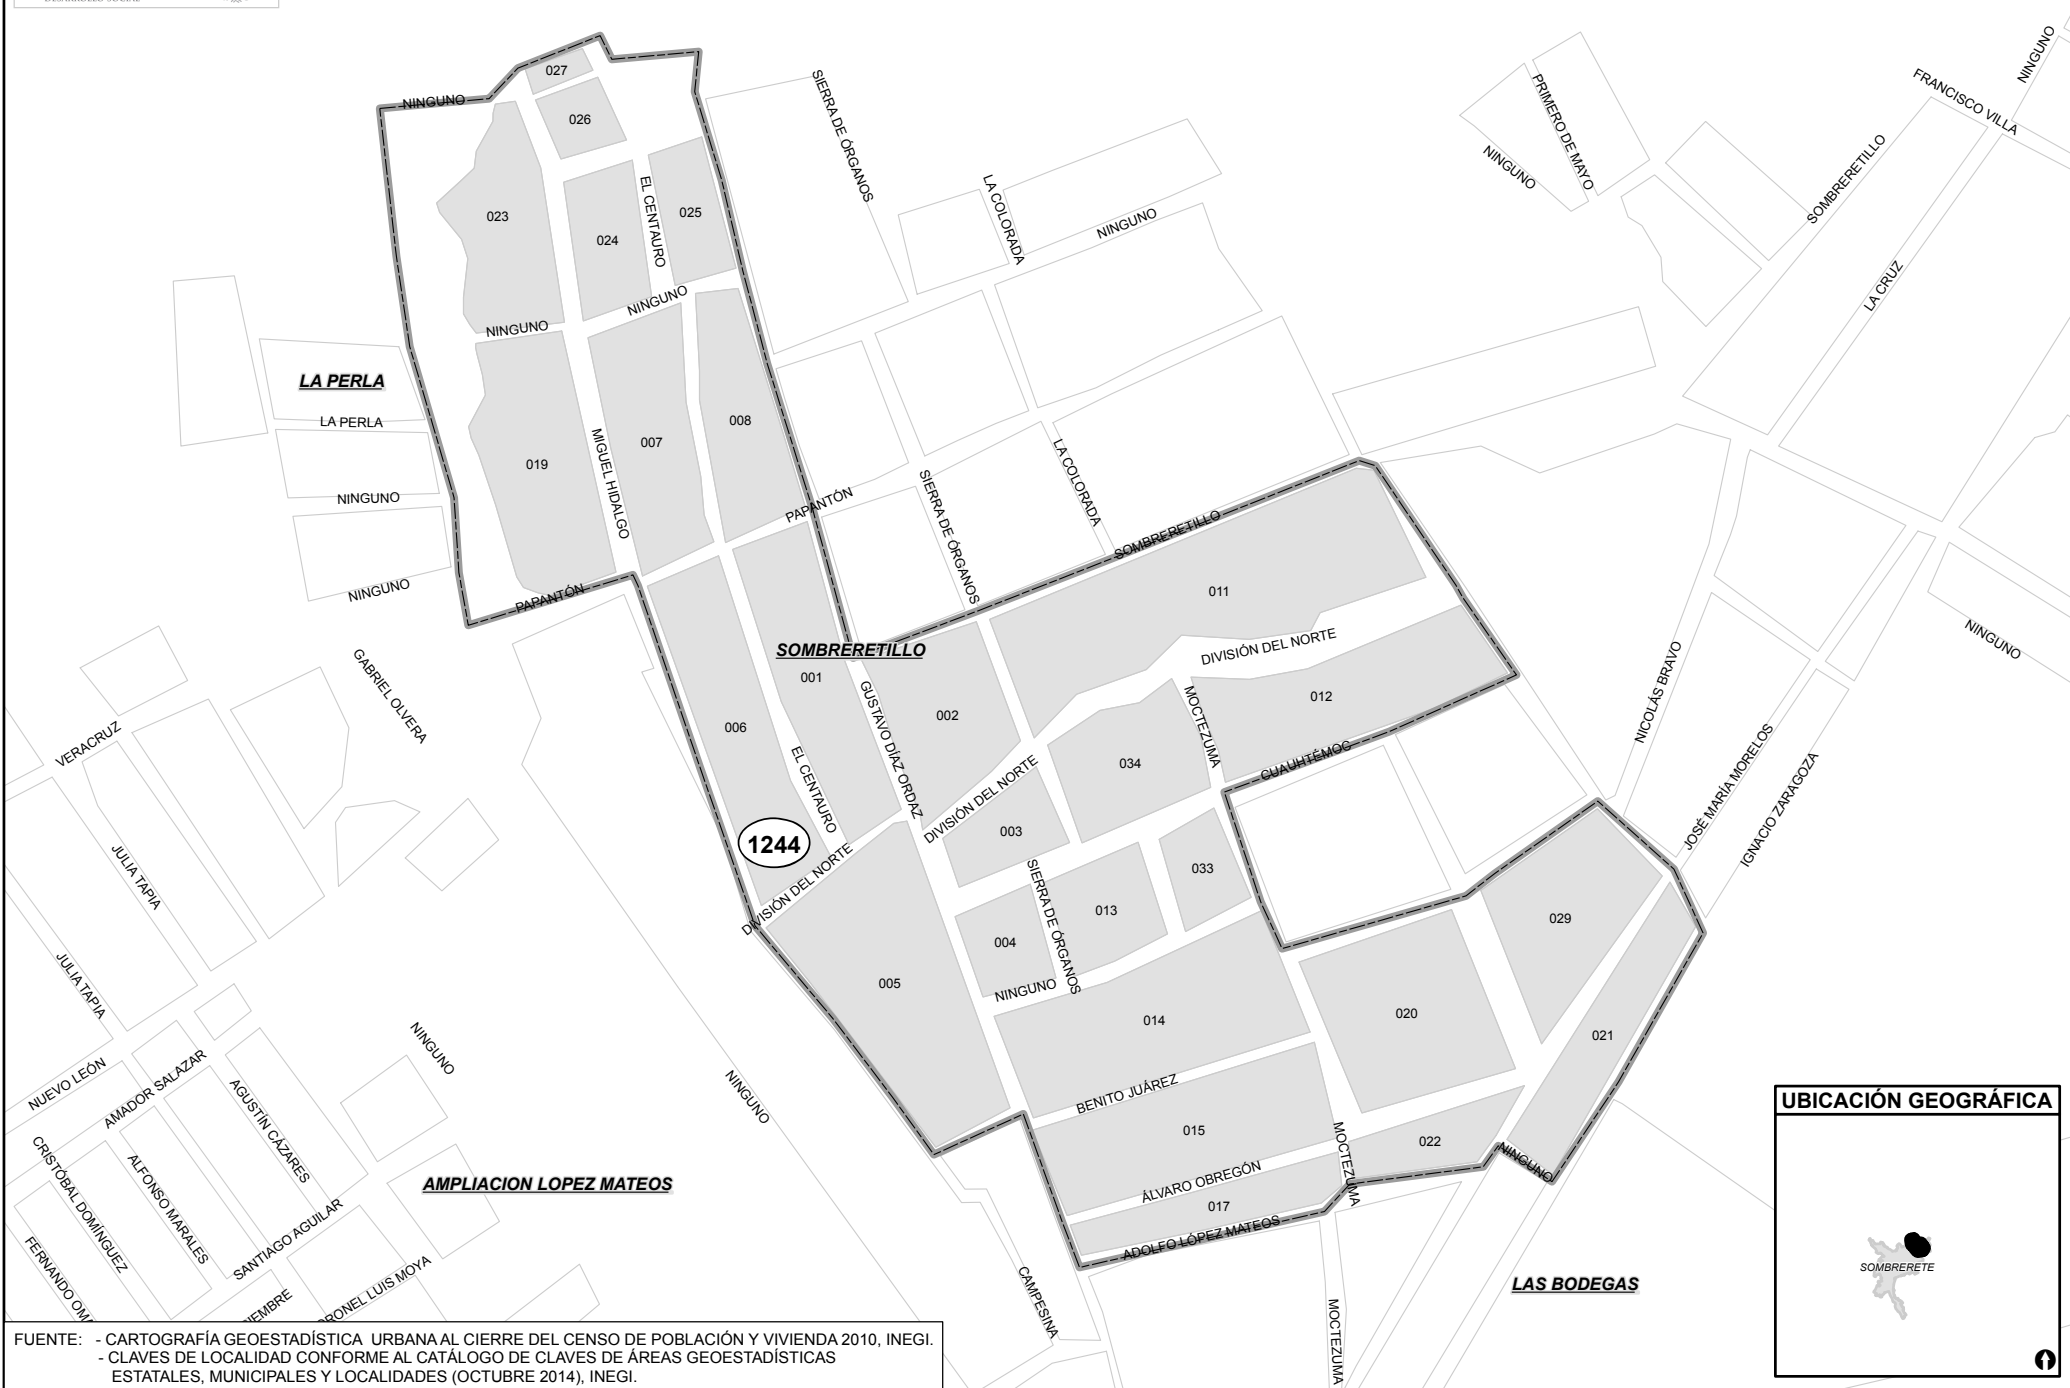 027
NINGUNO
026
023
EL CENTAURO
025
024
NINGUNO
NINGUNO
SIERRA DE ÓRGANOS
LA COLORADA
NINGUNO
PRIMERO DE MAYO
NINGUNO
FRANCISCO VILLA
NINGUNO
SOMBRERETILLO
LA CRUZ
LA PERLA
LA PERLA
NINGUNO
NINGUNO
019
MIGUEL HIDALGO
007
008
PAPANTÓN
PAPANTÓN
SIERRA DE ÓRGANOS
LA COLORADA
SOMBRERETILLO
011
DIVISIÓN DEL NORTE
012
MOCTEZUMA
CUAUHTÉMOC
NICOLÁS BRAVO
NINGUNO
JOSÉ MARÍA MORELOS
IGNACIO ZARAGOZA
SOMBRERETILLO
001
002
006
GUSTAVO DÍAZ ORDAZ
EL CENTAURO
DIVISIÓN DEL NORTE
034
003
033
1244
DIVISIÓN DEL NORTE
SIERRA DE ÓRGANOS
013
004
005
NINGUNO
014
029
020
021
BENITO JUÁREZ
015
MOCTEZUMA
022
NINGUNO
ÁLVARO OBREGÓN
017
ADOLFO LÓPEZ MATEOS
MOCTEZUMA
CAMPESINA
LAS BODEGAS
GABRIEL OLVERA
VERACRUZ
JULIA TAPIA
JULIA TAPIA
NINGUNO
NINGUNO
NUEVO LEÓN
AMADOR SALAZAR
AGUSTÍN CÁZARES
CRISTÓBAL DOMÍNGUEZ
ALFONSO MARALES
SANTIAGO AGUILAR
FERNANDO OM
IEMBRE
RONEL LUIS MOYA
AMPLIACION LOPEZ MATEOS
UBICACIÓN GEOGRÁFICA
SOMBRERETE
FUENTE: - CARTOGRAFÍA GEOESTADÍSTICA URBANA AL CIERRE DEL CENSO DE POBLACIÓN Y VIVIENDA 2010, INEGI.
- CLAVES DE LOCALIDAD CONFORME AL CATÁLOGO DE CLAVES DE ÁREAS GEOESTADÍSTICAS
ESTATALES, MUNICIPALES Y LOCALIDADES (OCTUBRE 2014), INEGI.